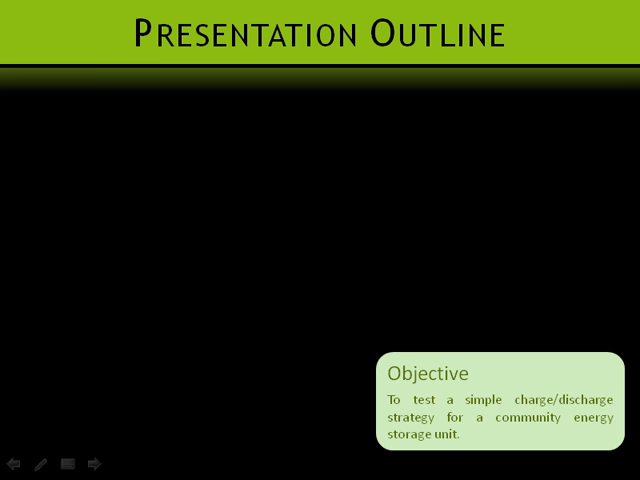 PRESENTATION OUTLINE
Objective
To test a simple charge/discharge
strategy for a community energy
storage unit.